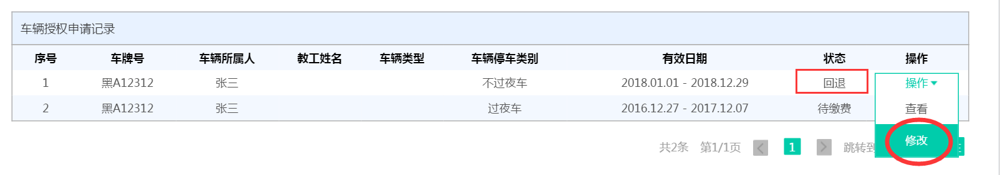 车辆授权申请记录
序号 车牌号 车辆所属人 教工姓名 车辆类型 车辆停车类别 有效日期 状态 操作
1 黑A12312 张三 不过夜车 2018.01.01 - 2018.12.29 回退 操作
2 黑A12312 张三 过夜车 2016.12.27 - 2017.12.07 待缴费 查看
修改
共2条 第1/1页 < 1 > 跳转到